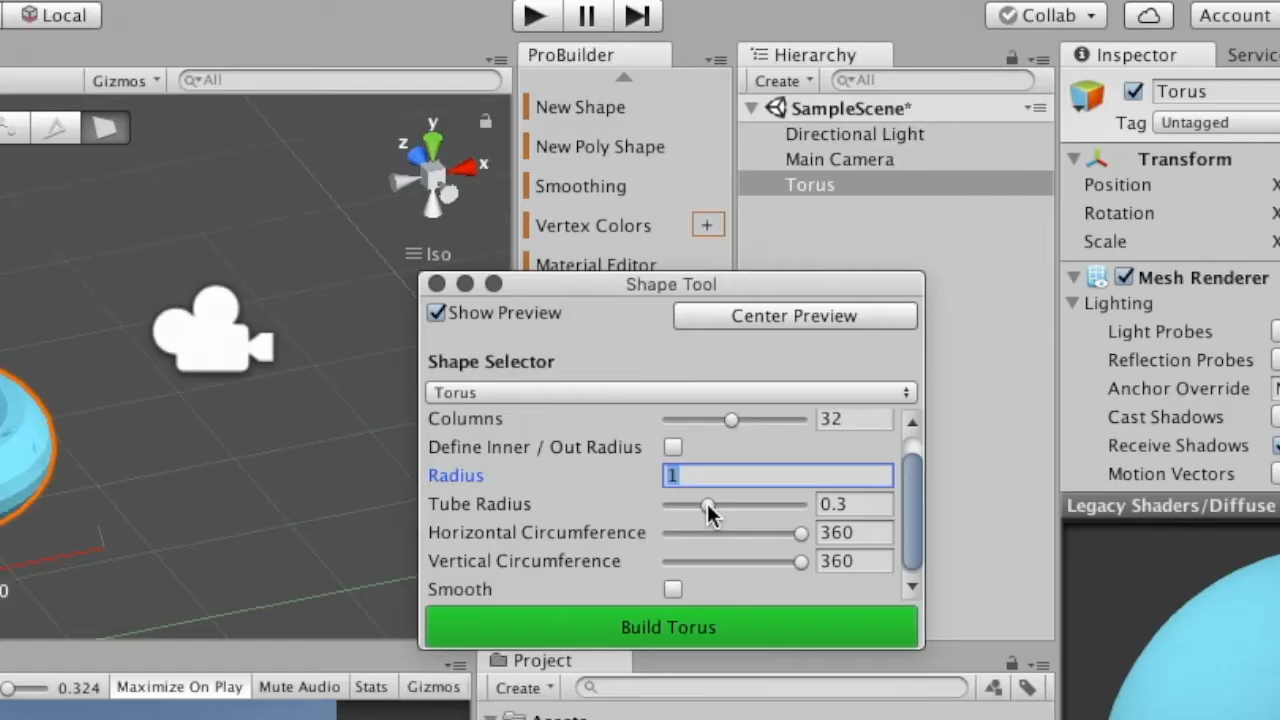 Local
Collab
Account
ProBuilder
Hierarchy
Inspector
Gizmos
All
New Shape
New Poly Shape
Smoothing
Vertex Colors
+
Material Editor
Create
All
SampleScene*
Directional Light
Main Camera
Torus
Torus
Tag Untagged
Transform
Position X
Rotation X
Scale X
Mesh Renderer
Lighting
Light Probes
Reflection Probes
Anchor Override
Cast Shadows
Receive Shadows
Motion Vectors
Legacy Shaders/Diffuse
y
z
x
Iso
Shape Tool
Show Preview
Center Preview
Shape Selector
Torus
Columns 32
Define Inner / Out Radius
Radius 1
Tube Radius 0.3
Horizontal Circumference 360
Vertical Circumference 360
Smooth
Build Torus
0
0.324 Maximize On Play Mute Audio Stats Gizmos
Project
Create
Assets